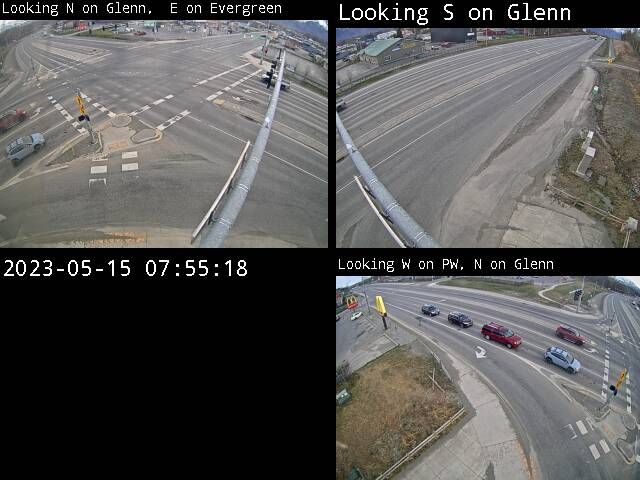 Looking N on Glenn, E on Evergreen
Looking S on Glenn
2023-05-15 07:55:18
Looking W on PW, N on Glenn